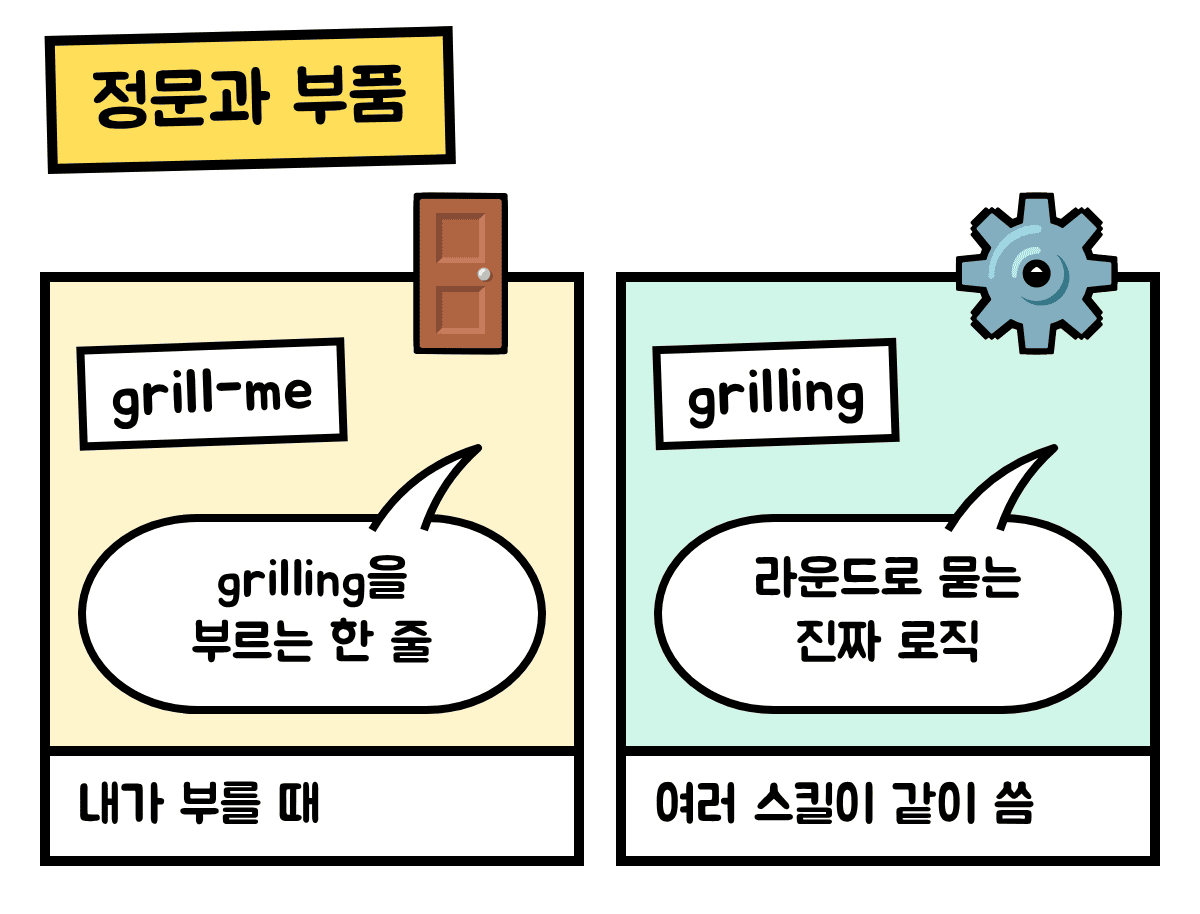 정문과 부품
grill-me
grilling을
부르는 한 줄
내가 부를 때
grilling
라운드로 묻는
진짜 로직
여러 스킬이 같이 씀